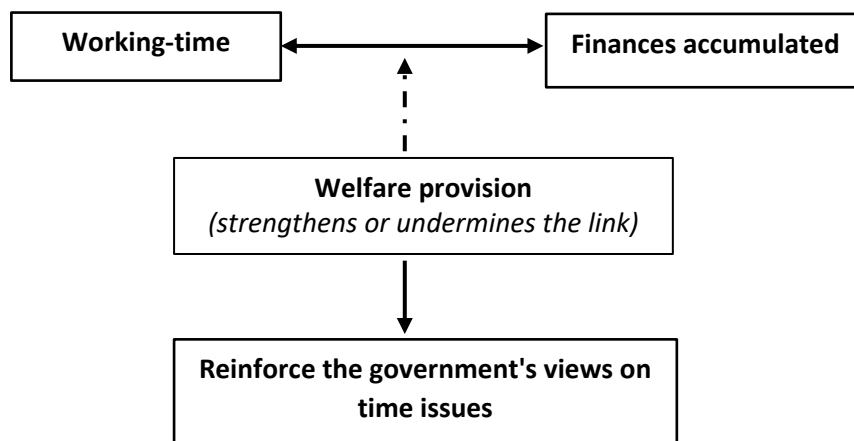 Working-time
Finances accumulated
Welfare provision
(strengthens or undermines the link)
Reinforce the government's views on
time issues